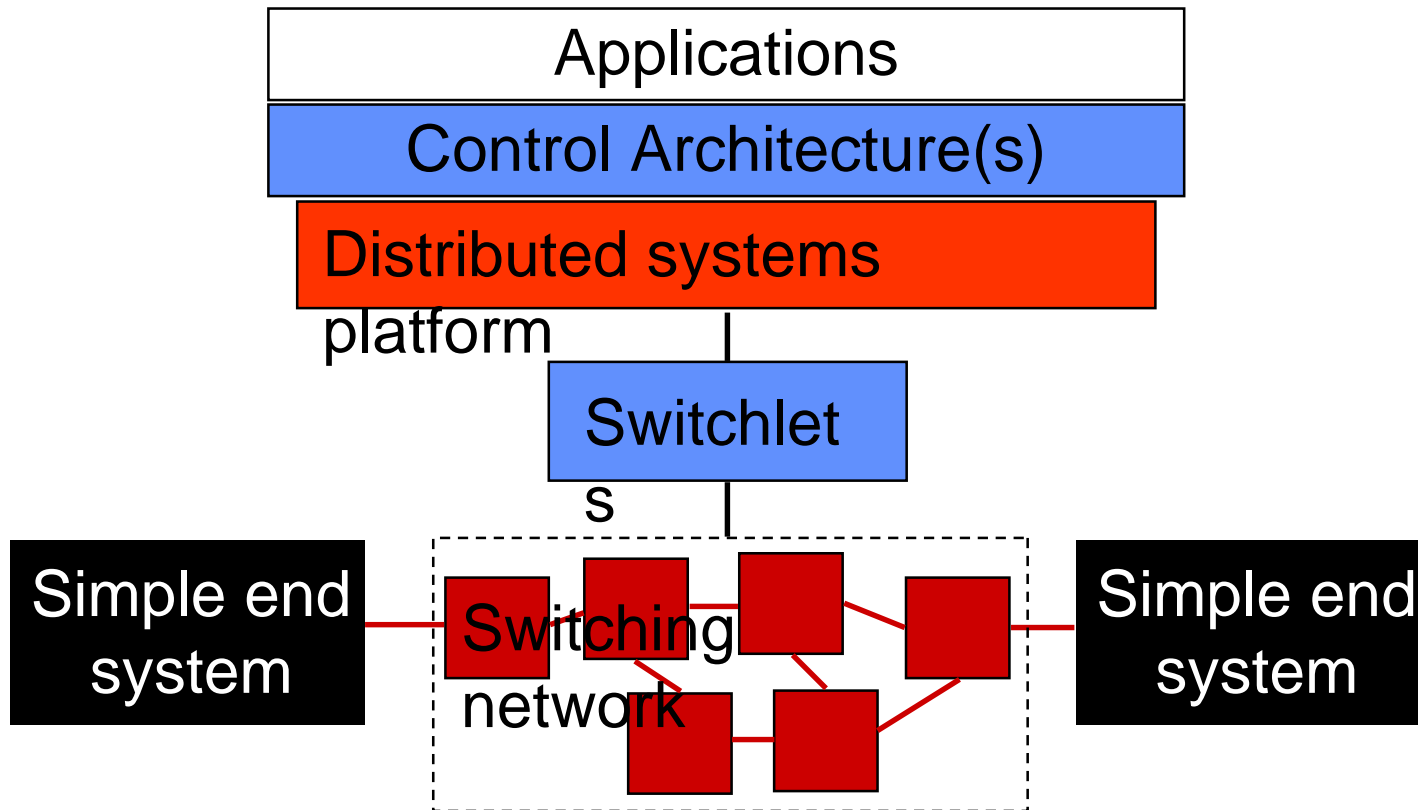 Applications
Control Architecture(s)
Distributed systems
platform
Switchlet
s
Simple end
system
Switching
network
Simple end
system